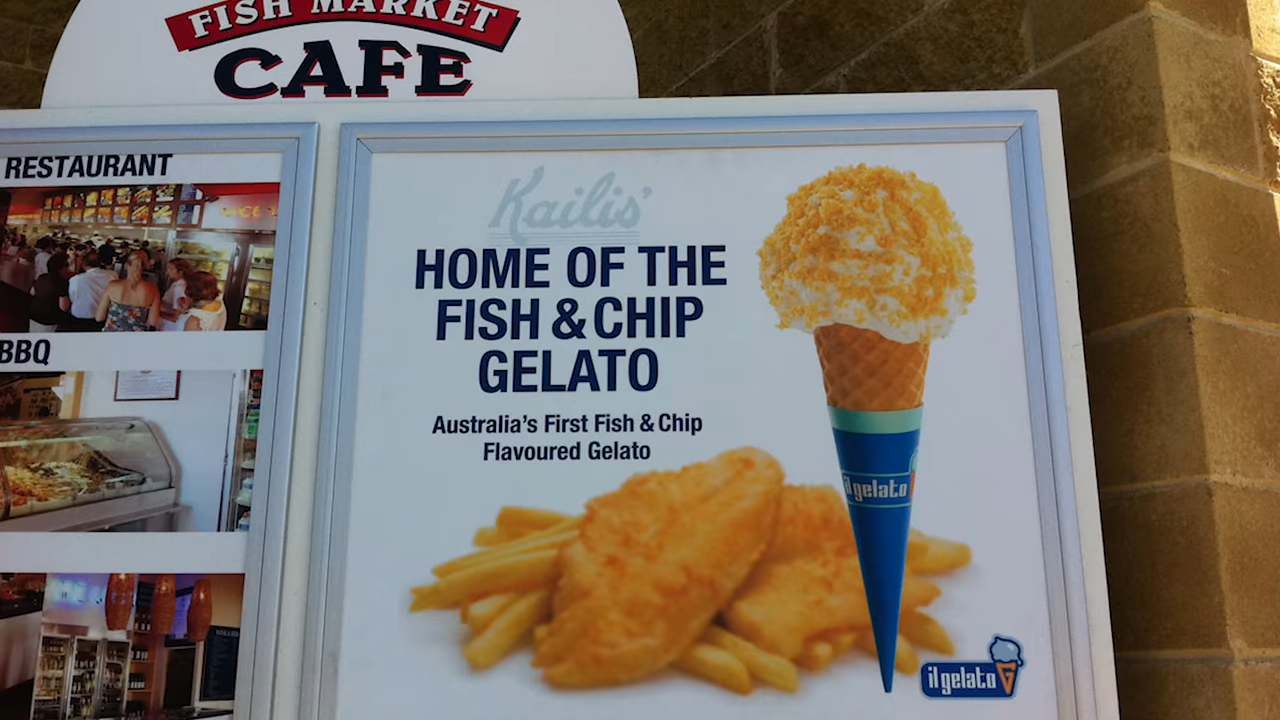 FISH MARKET
CAFE
RESTAURANT
BBQ
Kailis'
HOME OF THE
FISH & CHIP
GELATO
Australia's First Fish & Chip
Flavoured Gelato
il gelato
il gelato